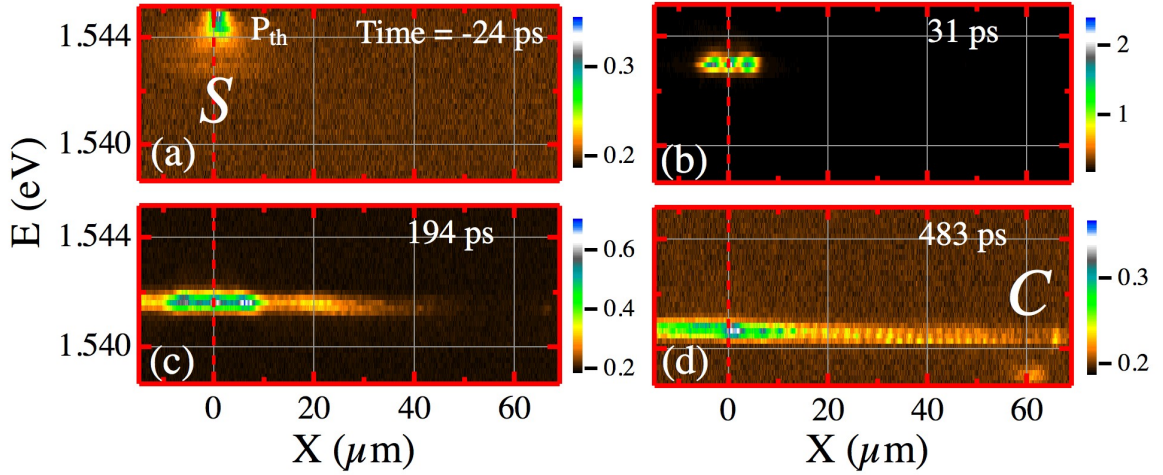 1.544
P_th
Time = -24 ps
0.3
S
1.540
(a)
0.2
31 ps
2
1
(b)
E (eV)
1.544
194 ps
0.6
0.4
1.540
(c)
0.2
483 ps
0.3
C
(d)
0.2
0 20 40 60
X (μm)
0 20 40 60
X (μm)